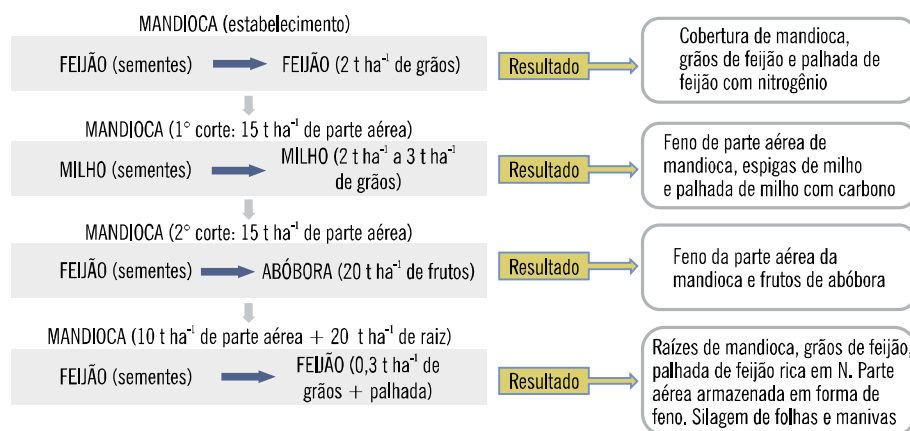 MANDIOCA (estabelecimento)
FEIJÃO (sementes)
FEIJÃO (2 t ha⁻¹ de grãos)
Resultado
Cobertura de mandioca,
grãos de feijão e palhada de
feijão com nitrogênio
MANDIOCA (1° corte: 15 t ha⁻¹ de parte aérea)
MILHO (sementes)
MILHO (2 t ha⁻¹ a 3 t ha⁻¹
de grãos)
Resultado
Feno de parte aérea de
mandioca, espigas de milho
e palhada de milho com carbono
MANDIOCA (2° corte: 15 t ha⁻¹ de parte aérea)
FEIJÃO (sementes)
ABÓBORA (20 t ha⁻¹ de frutos)
Resultado
Feno da parte aérea da
mandioca e frutos de abóbora
MANDIOCA (10 t ha⁻¹ de parte aérea + 20 t ha⁻¹ de raiz)
FEIJÃO (sementes)
FEIJÃO (0,3 t ha⁻¹ de
grãos + palhada)
Resultado
Raízes de mandioca, grãos de feijão,
palhada de feijão rica em N. Parte
aérea armazenada em forma de
feno. Silagem de folhas e manivas